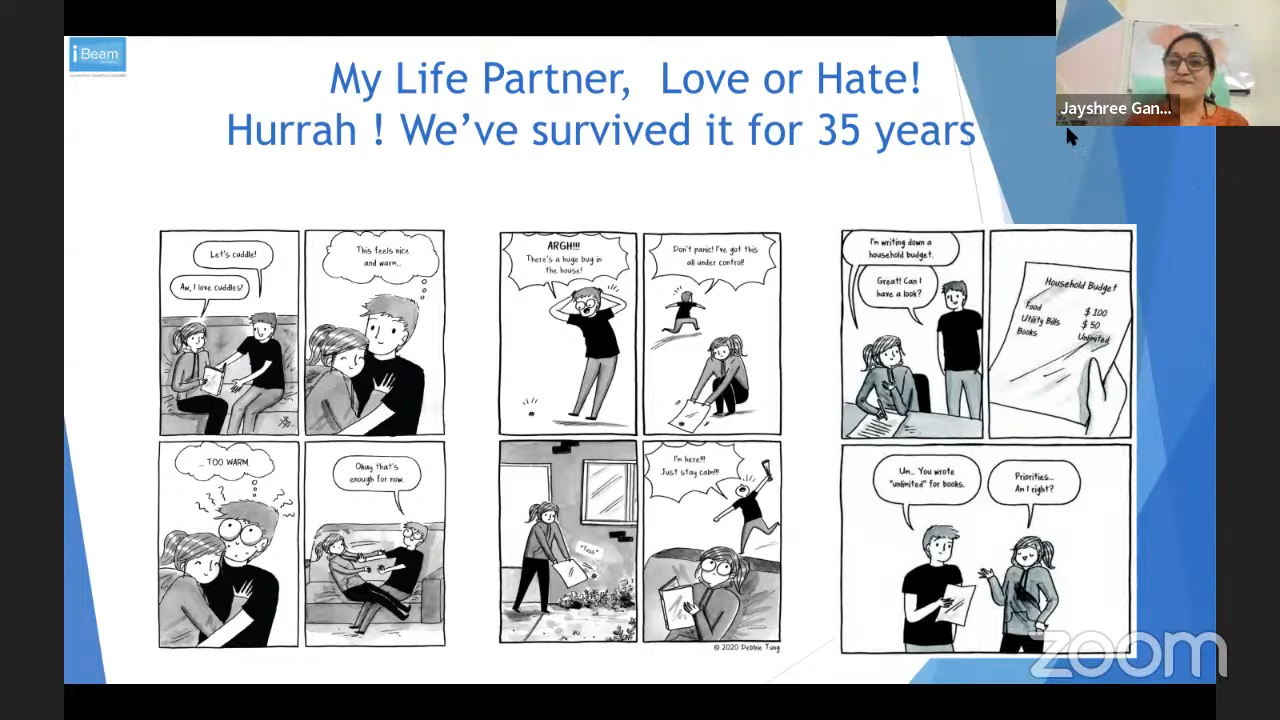 i Beam
My Life Partner, Love or Hate!
Hurrah ! We’ve survived it for 35 years
Jayshree Gan...
Let's cuddle!
Aw, I love cuddles!
This feels nice
and warm...
... TOO WARM.
Okay that's
enough for now.
ARGH!!!
There's a huge bug in
the house!
Don't panic! I've got this
all under control!
*Toss*
I'm here!!!
Just stay calm!!!
© 2020 Debbie Tung
I'm writing down a
household budget.
Great! Can I
have a look?
Household Budget
Food $ 100
Utility Bills $ 50
Books Unlimited
Um... You wrote
"unlimited" for books.
Priorities...
Am I right?
zoom